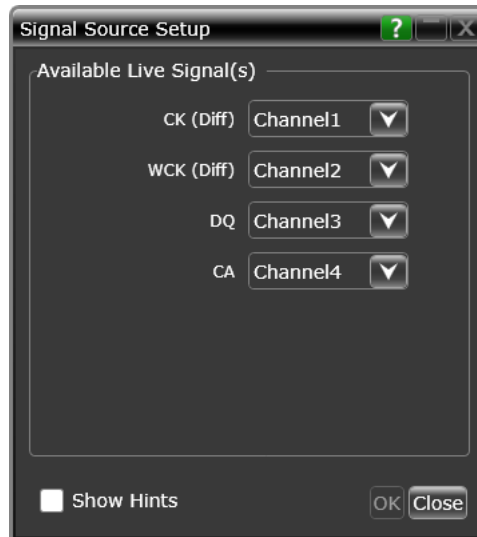 Signal Source Setup ?
Available Live Signal(s)
CK (Diff) Channel1
WCK (Diff) Channel2
DQ Channel3
CA Channel4
Show Hints OK Close